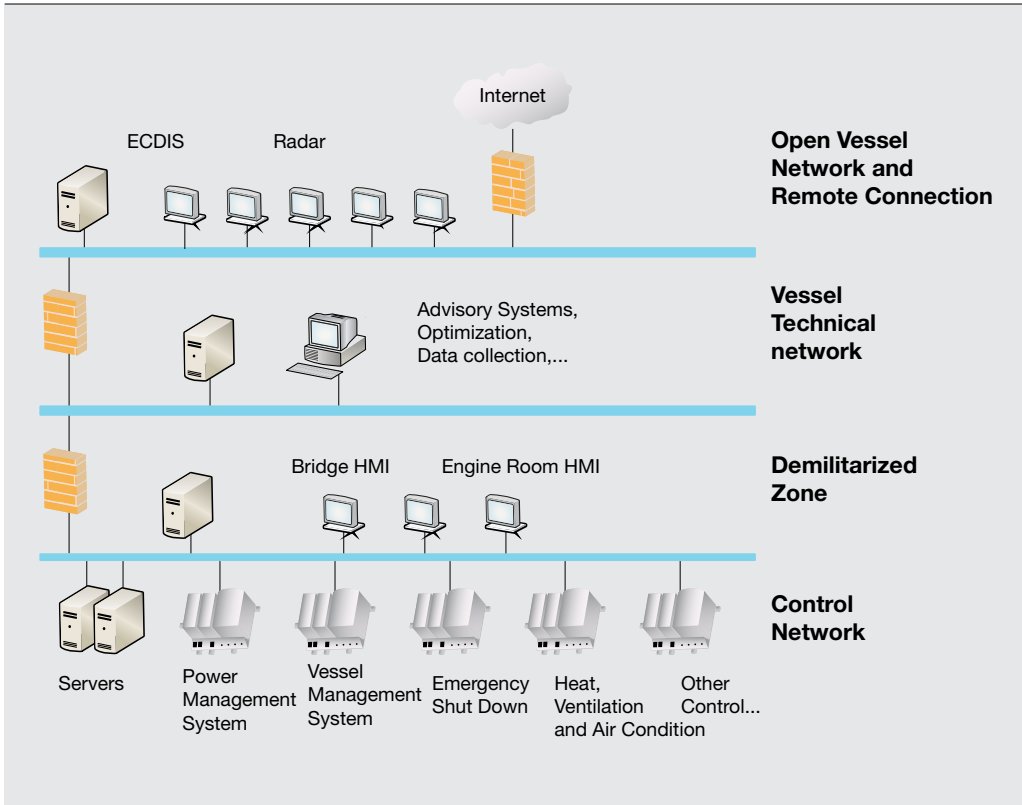 Internet
ECDIS
Radar
Open Vessel
Network and
Remote Connection
Vessel
Technical
network
Advisory Systems,
Optimization,
Data collection,...
Demilitarized
Zone
Bridge HMI
Engine Room HMI
Control
Network
Servers
Power
Management
System
Vessel
Management
System
Emergency
Shut Down
Heat,
Ventilation
and Air Condition
Other
Control...